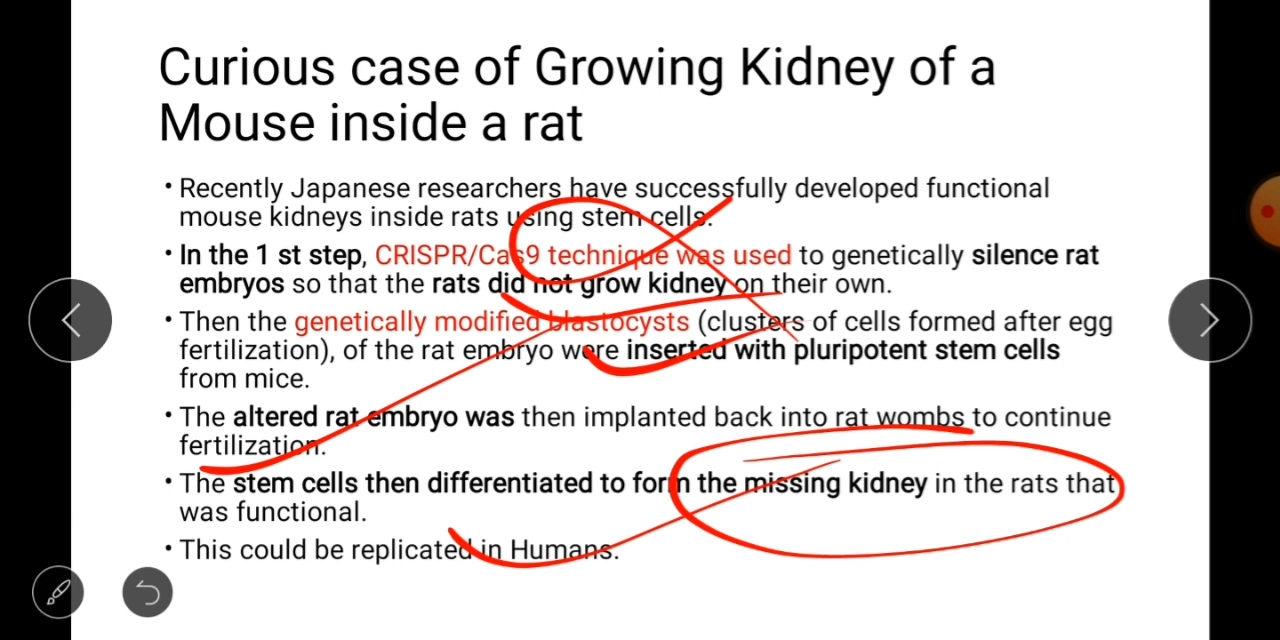 Curious case of Growing Kidney of a
Mouse inside a rat
• Recently Japanese researchers have successfully developed functional
mouse kidneys inside rats using stem cells.
• In the 1 st step, CRISPR/Cas9 technique was used to genetically silence rat
embryos so that the rats did not grow kidney on their own.
• Then the genetically modified blastocysts (clusters of cells formed after egg
fertilization), of the rat embryo were inserted with pluripotent stem cells
from mice.
• The altered rat embryo was then implanted back into rat wombs to continue
fertilization.
• The stem cells then differentiated to form the missing kidney in the rats that
was functional.
• This could be replicated in Humans.